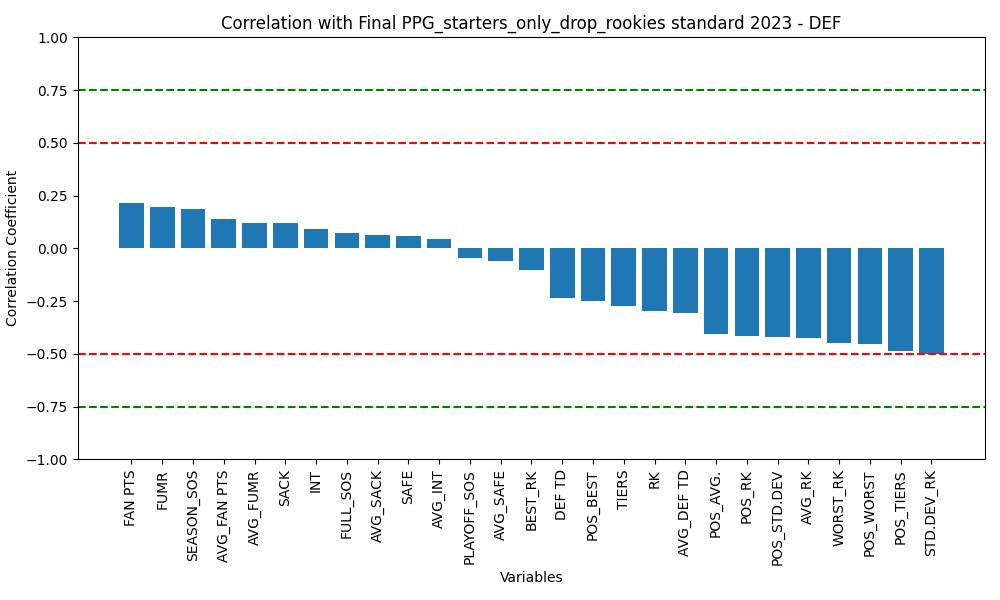 Correlation with Final PPG_starters_only_drop_rookies standard 2023 - DEF
1.00
0.75
0.50
0.25
0.00
−0.25
−0.50
−0.75
−1.00
Correlation Coefficient
FAN PTS
FUMR
SEASON_SOS
AVG_FAN PTS
AVG_FUMR
SACK
INT
FULL_SOS
AVG_SACK
SAFE
AVG_INT
PLAYOFF_SOS
AVG_SAFE
BEST_RK
DEF TD
POS_BEST
TIERS
RK
AVG_DEF TD
POS_AVG.
POS_RK
POS_STD.DEV
AVG_RK
WORST_RK
POS_WORST
POS_TIERS
STD.DEV_RK
Variables